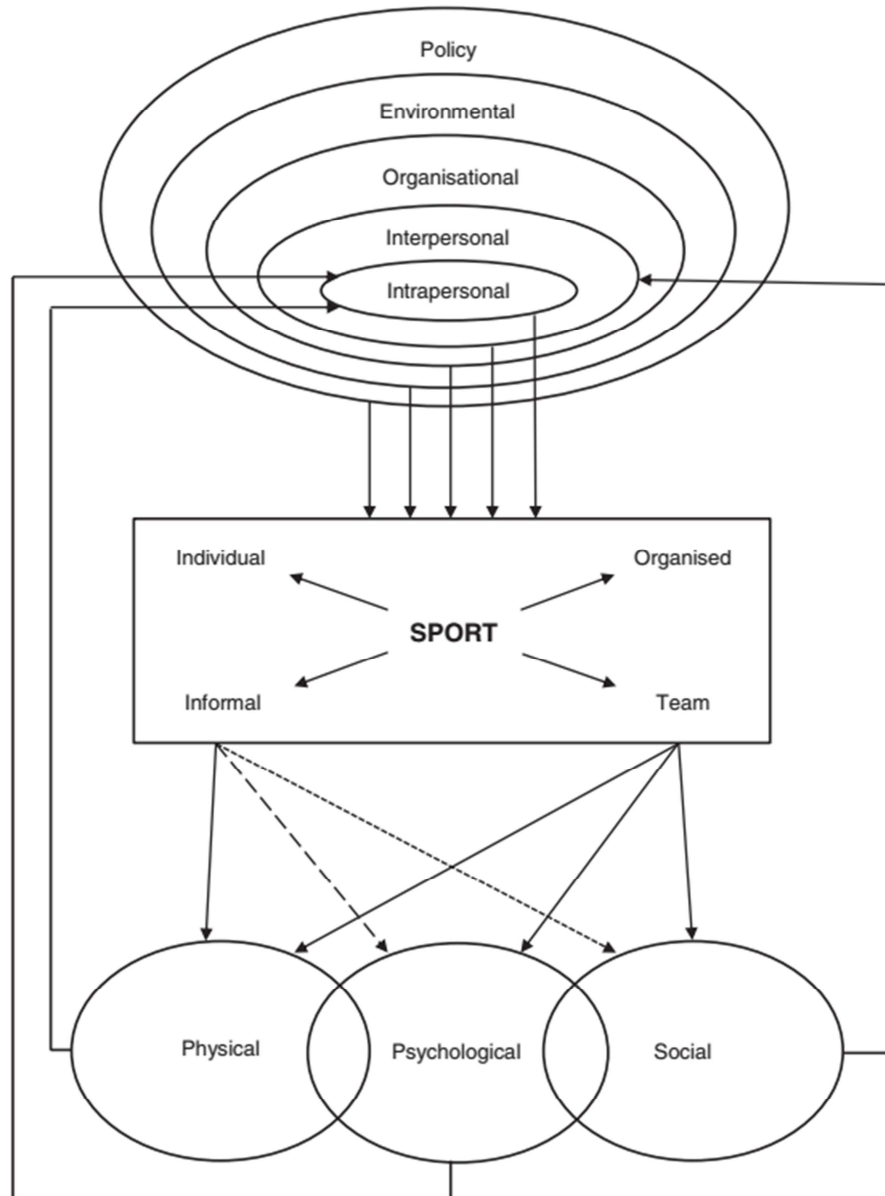 Policy
Environmental
Organisational
Interpersonal
Intrapersonal
Individual
Organised
SPORT
Informal
Team
Physical
Psychological
Social